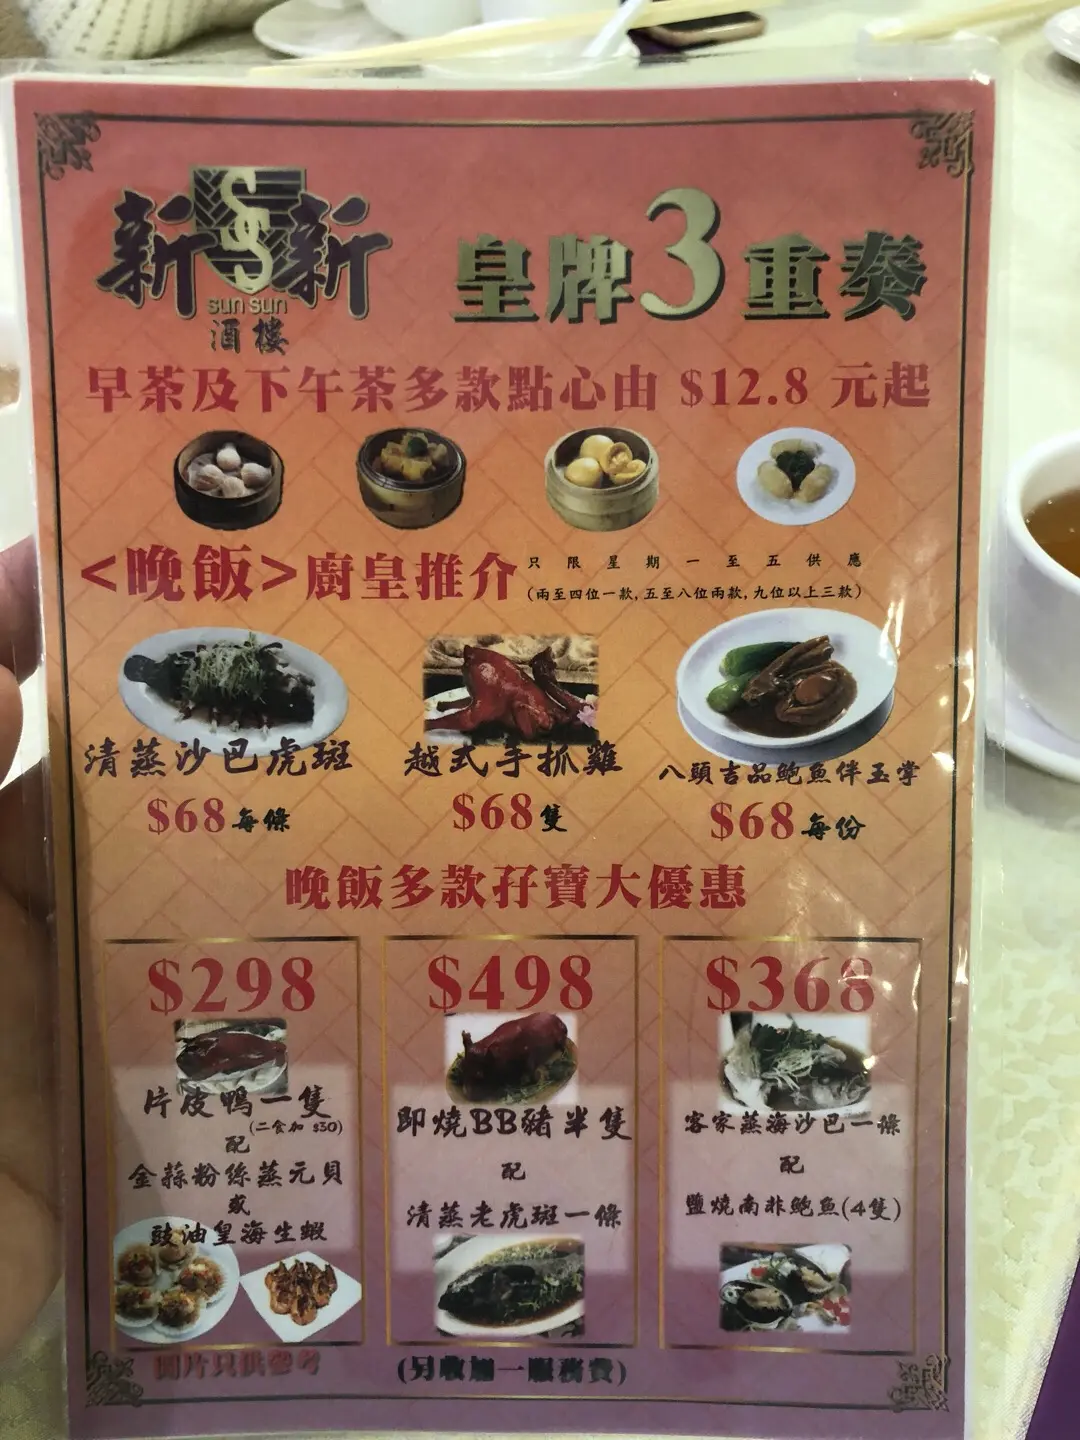 新 新
sun sun
酒樓
皇牌3重奏
早茶及下午茶多款點心由 $12.8 元起
<晚飯>廚皇推介
只限星期一至五供應
(兩至四位一款,五至八位兩款,九位以上三款)
清蒸沙巴虎斑
$68每條
越式手抓雞
$68隻
八頭吉品鮑魚伴玉掌
$68每份
晚飯多款孖寶大優惠
$298
片皮鴨一隻
(二食加 $30)
配
金蒜粉絲蒸元貝
或
豉油皇海生蝦
$498
即燒BB豬半隻
配
清蒸老虎斑一條
$368
客家蒸海沙巴一條
配
鹽燒南非鮑魚(4隻)
圖片只供參考
(另收加一服務費)